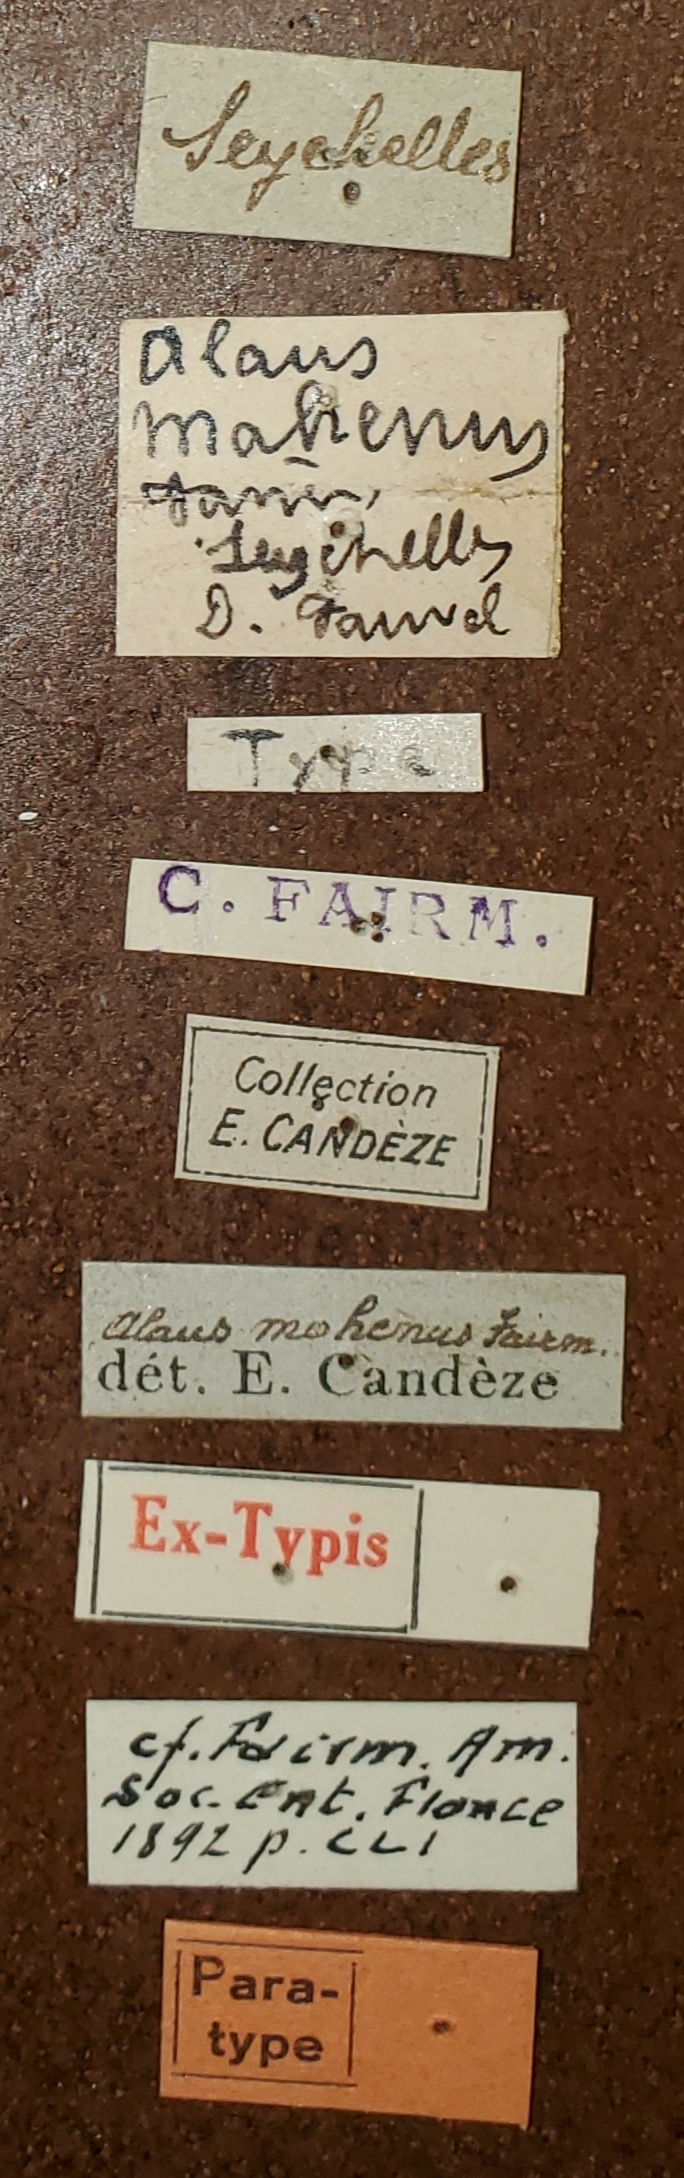 Seychelles
Alaus
mahenus
Fairm,
Seychelles
D. Fauvel
Type
C. FAIRM.
Collection
E. CANDÈZE
Alaus mahenus Fairm.
dét. E. Candèze
Ex-Typis
cf. Fairm. Am.
Soc. Ent. France
1892 p. CLI
Para-
type